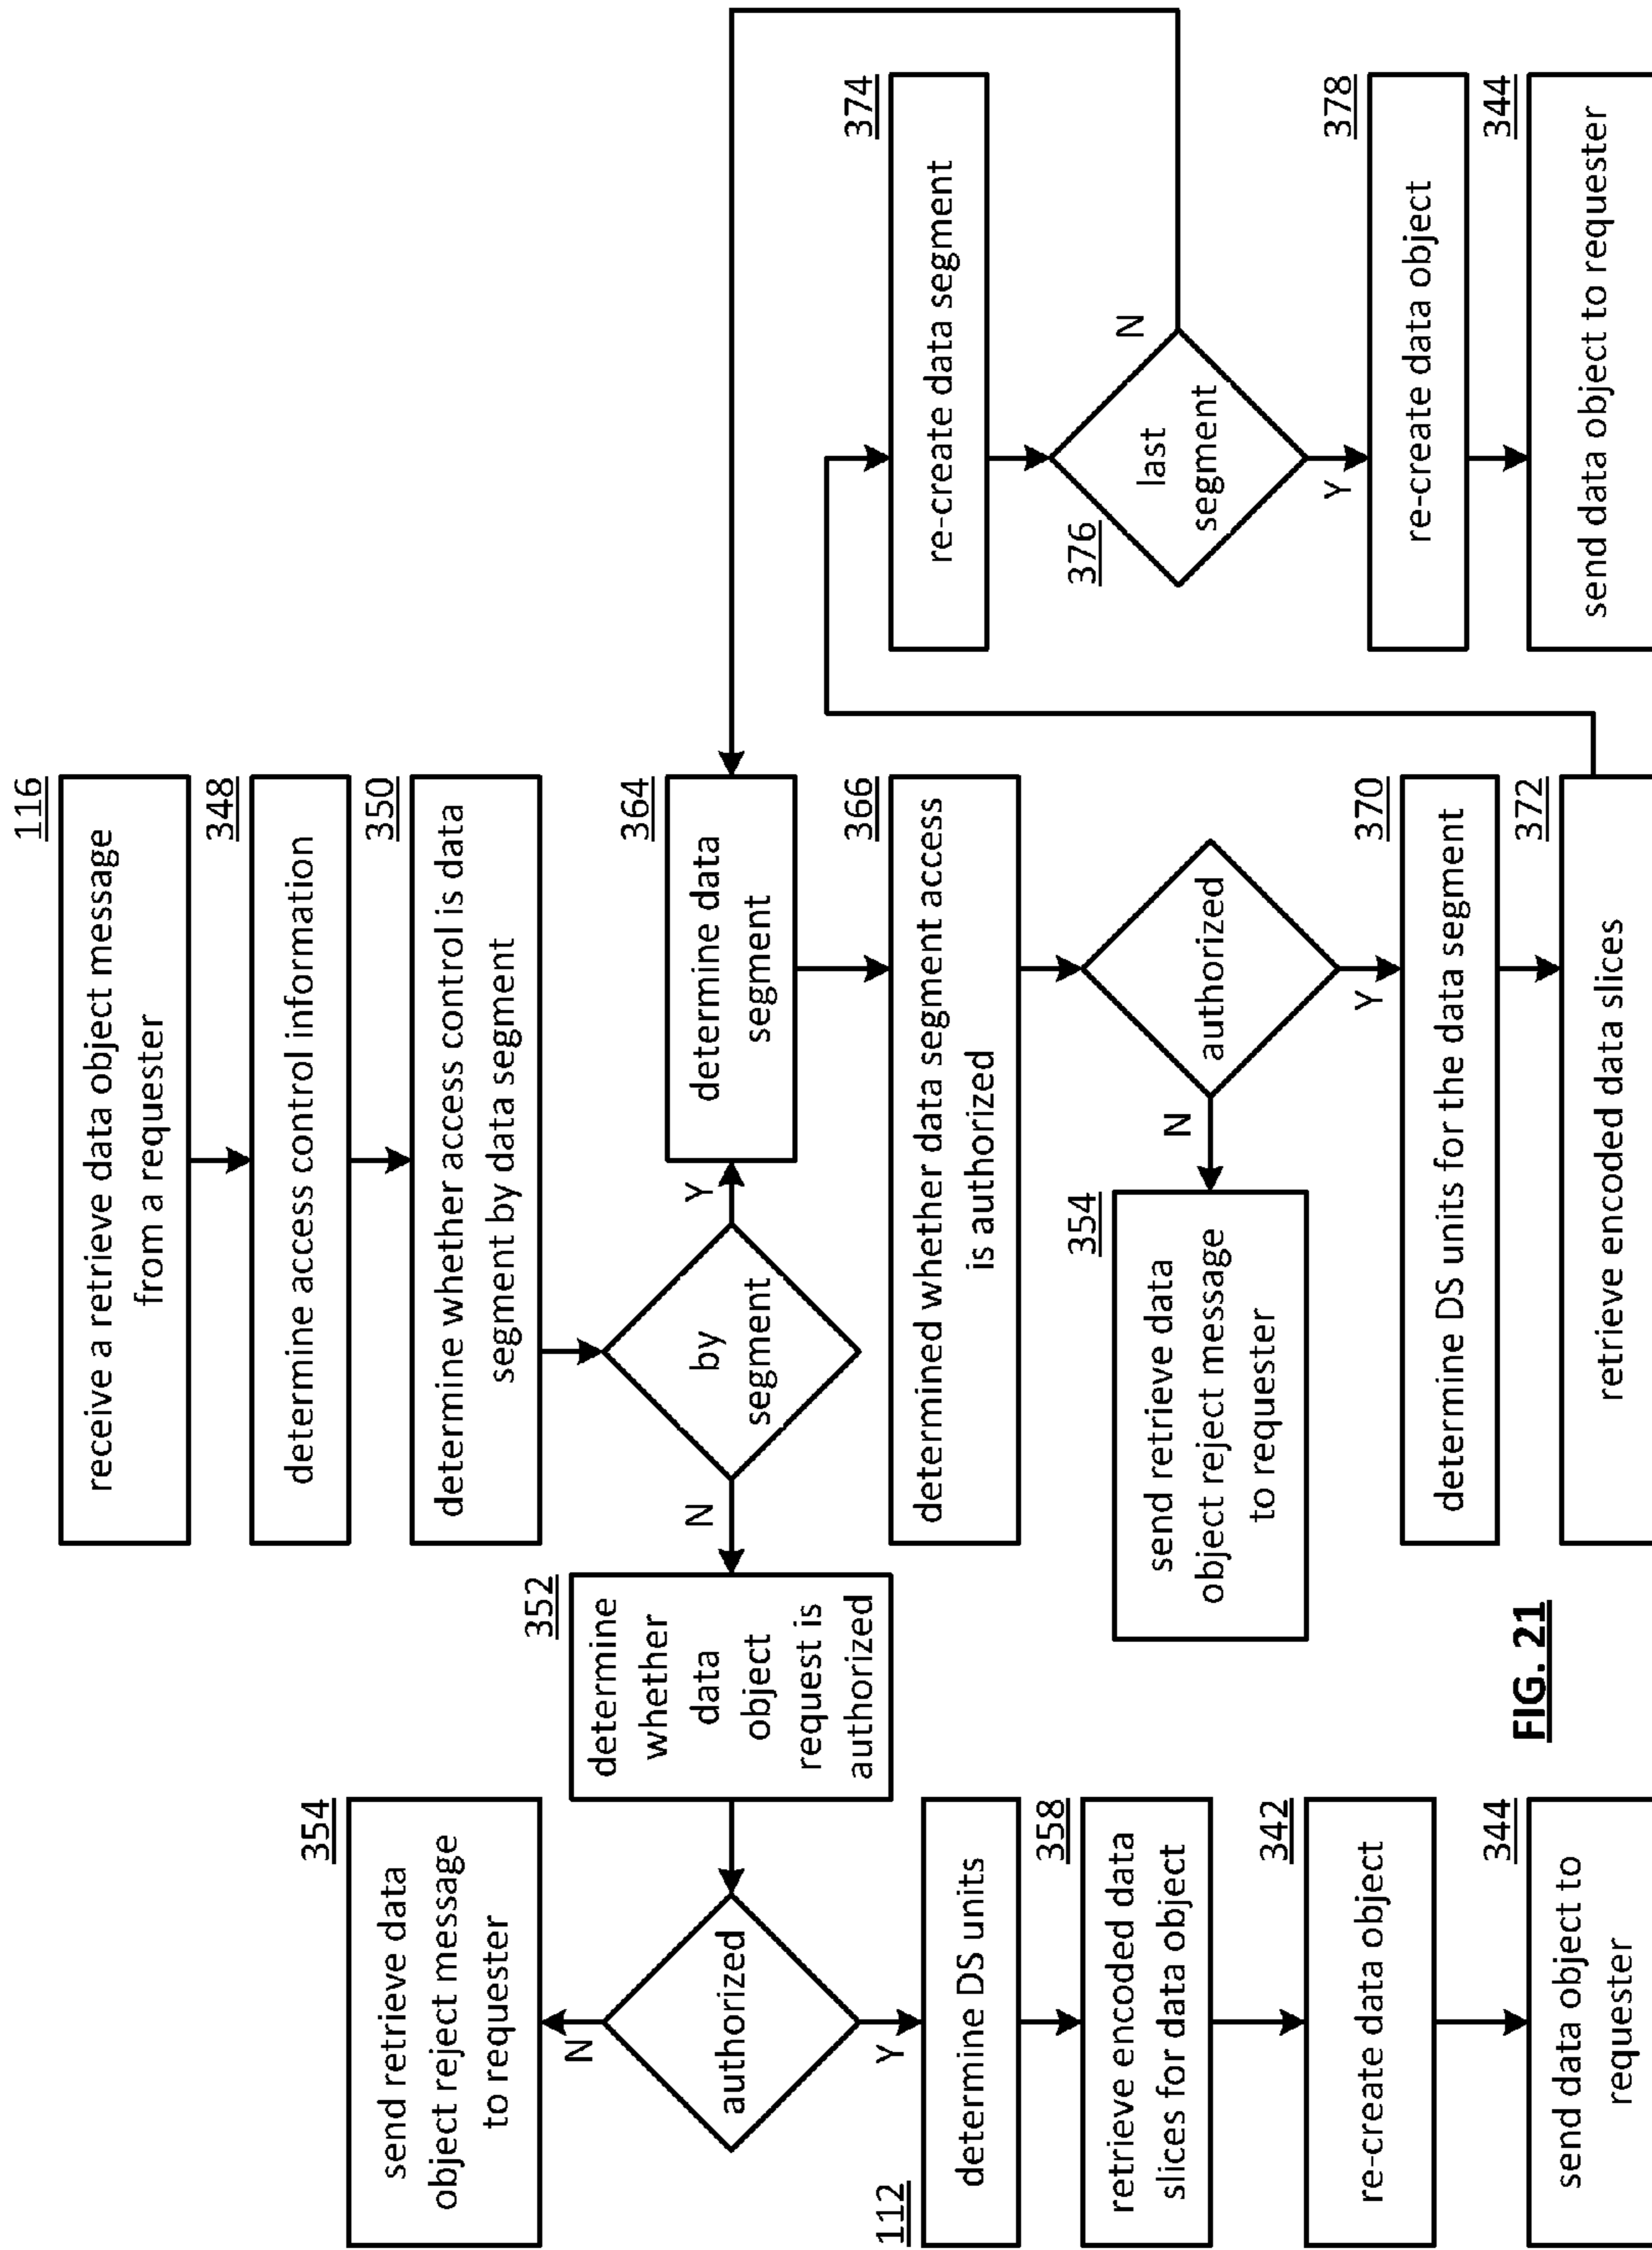 116
receive a retrieve data object message
from a requester
348
determine access control information
350
determine whether access control is data
segment by data segment
by
segment
N
Y
352
determine
whether
data
object
request is
authorized
authorized
N
354
send retrieve data
object reject message
to requester
Y
112
determine DS units
358
retrieve encoded data
slices for data object
342
re-create data object
344
send data object to
requester
364
determine data
segment
366
determined whether data segment access
is authorized
authorized
N
354
send retrieve data
object reject message
to requester
Y
370
determine DS units for the data segment
372
retrieve encoded data slices
374
re-create data segment
376
last
segment
N
Y
378
re-create data object
344
send data object to requester
FIG. 21